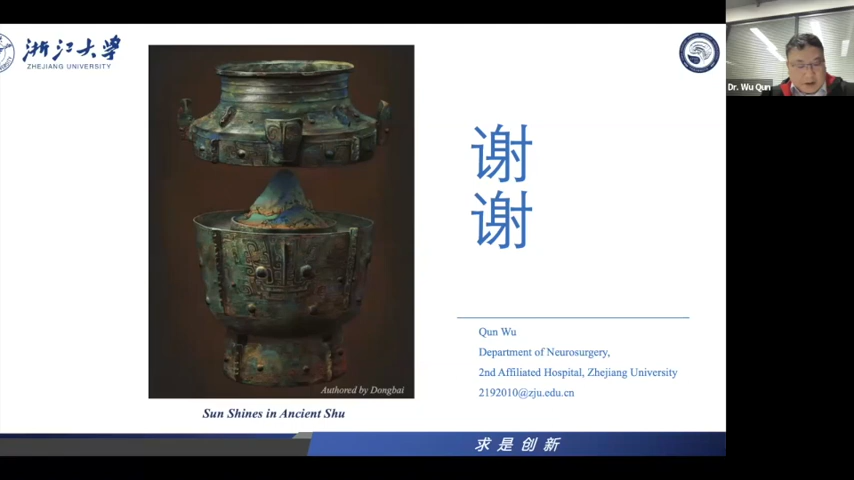 浙江大学
ZHEJIANG UNIVERSITY
Dr. Wu Qun
谢
谢
Authored by Dongbai
Sun Shines in Ancient Shu
Qun Wu
Department of Neurosurgery,
2nd Affiliated Hospital, Zhejiang University
2192010@zju.edu.cn
求是创新